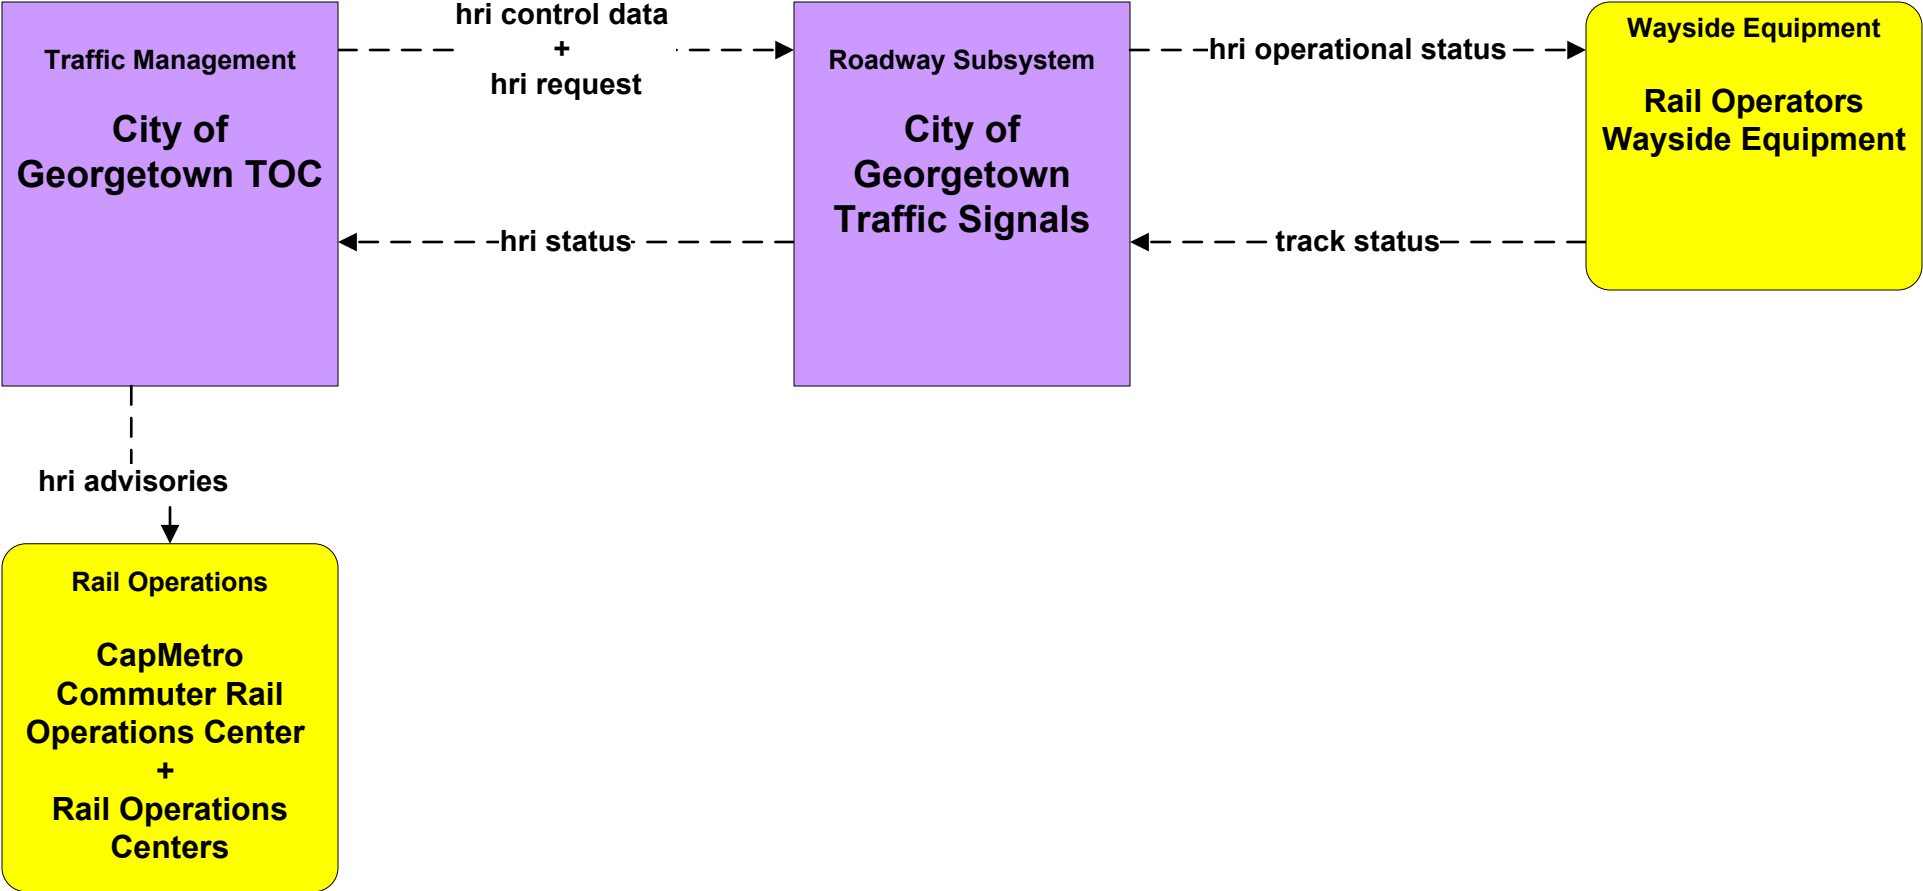 hri control data
+
hri request
Traffic Management
City of
Georgetown TOC
Roadway Subsystem
City of
Georgetown
Traffic Signals
hri operational status
Wayside Equipment
Rail Operators
Wayside Equipment
hri status
track status
hri advisories
Rail Operations
CapMetro
Commuter Rail
Operations Center
+
Rail Operations
Centers